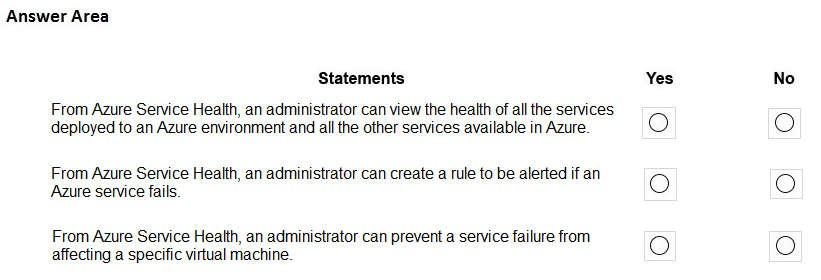 Answer Area
Statements Yes No
From Azure Service Health, an administrator can view the health of all the services
deployed to an Azure environment and all the other services available in Azure.
From Azure Service Health, an administrator can create a rule to be alerted if an
Azure service fails.
From Azure Service Health, an administrator can prevent a service failure from
affecting a specific virtual machine.